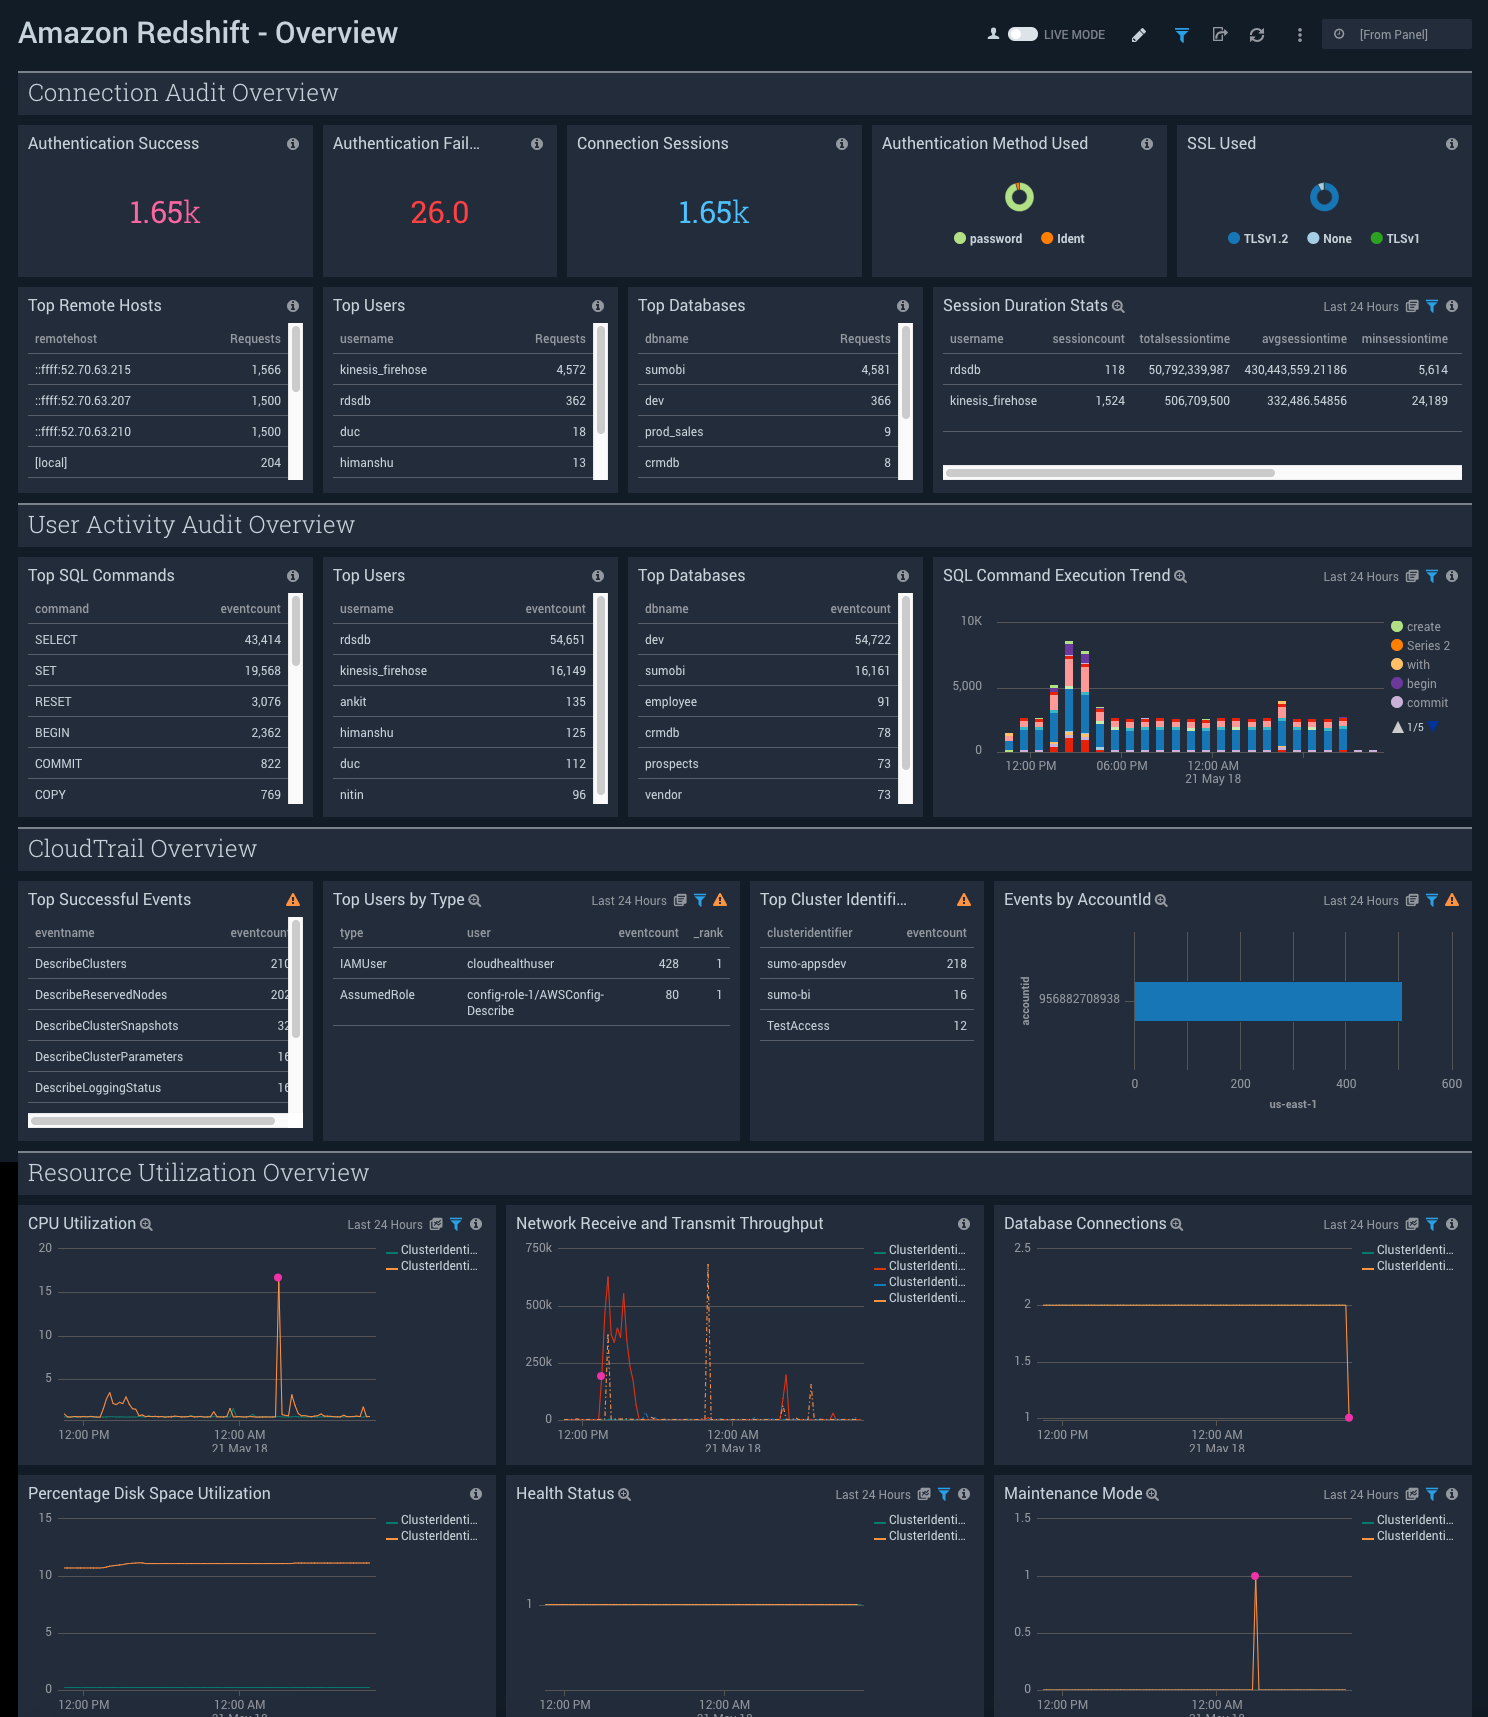 Amazon Redshift - Overview
LIVE MODE
[From Panel]
Connection Audit Overview
Authentication Success
1.65k
Authentication Fail...
26.0
Connection Sessions
1.65k
Authentication Method Used
password Ident
SSL Used
TLSv1.2 None TLSv1
Top Remote Hosts
remotehost Requests
::ffff:52.70.63.215 1,566
::ffff:52.70.63.207 1,500
::ffff:52.70.63.210 1,500
[local] 204
Top Users
username Requests
kinesis_firehose 4,572
rdsdb 362
duc 18
himanshu 13
Top Databases
dbname Requests
sumobi 4,581
dev 366
prod_sales 9
crmdb 8
Session Duration Stats Last 24 Hours
username sessioncount totalsessiontime avgsessiontime minsessiontime
rdsdb 118 50,792,339,987 430,443,559.21186 5,614
kinesis_firehose 1,524 506,709,500 332,486.54856 24,189
User Activity Audit Overview
Top SQL Commands
command eventcount
SELECT 43,414
SET 19,568
RESET 3,076
BEGIN 2,362
COMMIT 822
COPY 769
Top Users
username eventcount
rdsdb 54,651
kinesis_firehose 16,149
ankit 135
himanshu 125
duc 112
nitin 96
Top Databases
dbname eventcount
dev 54,722
sumobi 16,161
employee 91
crmdb 78
prospects 73
vendor 73
SQL Command Execution Trend Last 24 Hours
10K
5,000
0
12:00 PM 06:00 PM 12:00 AM
21 May 18
create
Series 2
with
begin
commit
1/5
CloudTrail Overview
Top Successful Events
eventname eventcount
DescribeClusters 210
DescribeReservedNodes 202
DescribeClusterSnapshots 32
DescribeClusterParameters 16
DescribeLoggingStatus 16
Top Users by Type Last 24 Hours
type user eventcount _rank
IAMUser cloudhealthuser 428 1
AssumedRole config-role-1/AWSConfig- 80 1
Describe
Top Cluster Identifi...
clusteridentifier eventcount
sumo-appsdev 218
sumo-bi 16
TestAccess 12
Events by AccountId Last 24 Hours
accountid
956882708938
0 200 400 600
us-east-1
Resource Utilization Overview
CPU Utilization Last 24 Hours
20
15
10
5
0
12:00 PM 12:00 AM
21 May 18
ClusterIdenti...
ClusterIdenti...
Network Receive and Transmit Throughput
750k
500k
250k
0
12:00 PM 12:00 AM
21 May 18
ClusterIdenti...
ClusterIdenti...
ClusterIdenti...
ClusterIdenti...
Database Connections Last 24 Hours
2.5
2
1.5
1
12:00 PM 12:00 AM
21 May 18
ClusterIdenti...
ClusterIdenti...
Percentage Disk Space Utilization
15
10
5
0
12:00 PM 12:00 AM
21 May 18
ClusterIdenti...
ClusterIdenti...
Health Status Last 24 Hours
1
12:00 PM 12:00 AM
21 May 18
ClusterIdenti...
ClusterIdenti...
Maintenance Mode Last 24 Hours
1.5
1
0.5
0
12:00 PM 12:00 AM
21 May 18
ClusterIdenti...
ClusterIdenti...